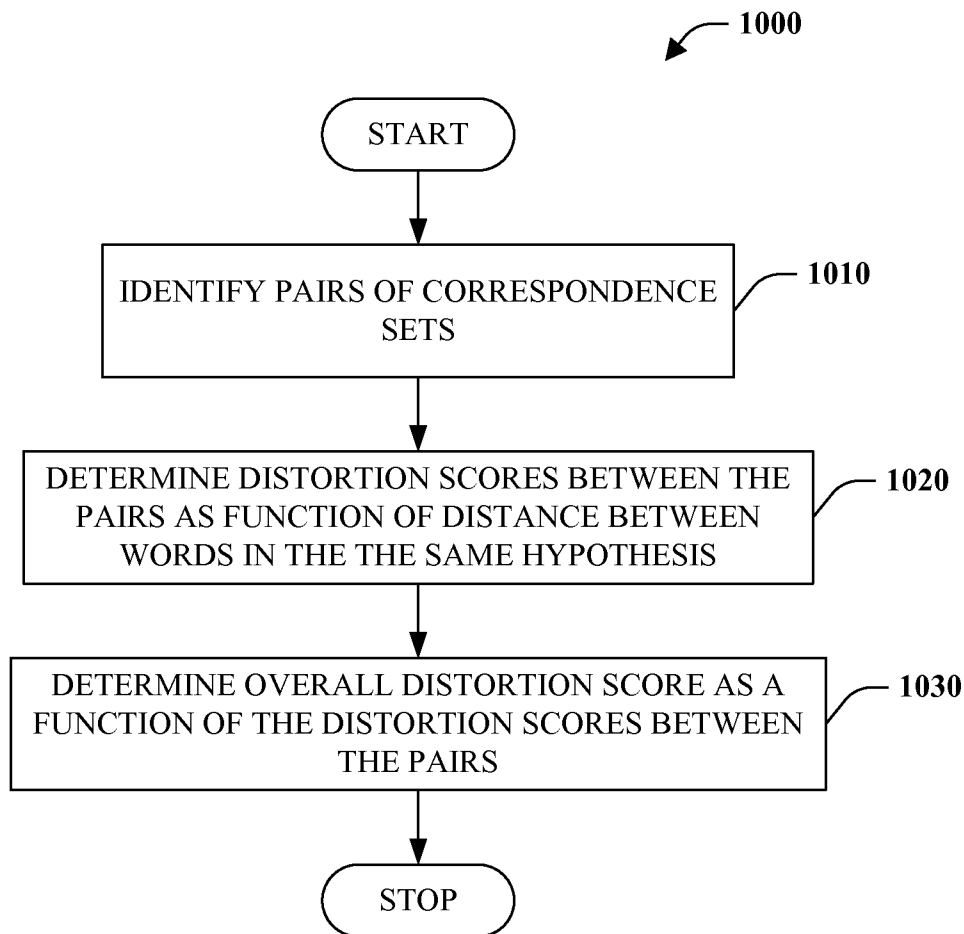 1000
START
IDENTIFY PAIRS OF CORRESPONDENCE
SETS
1010
DETERMINE DISTORTION SCORES BETWEEN THE
PAIRS AS FUNCTION OF DISTANCE BETWEEN
WORDS IN THE THE SAME HYPOTHESIS
1020
DETERMINE OVERALL DISTORTION SCORE AS A
FUNCTION OF THE DISTORTION SCORES BETWEEN
THE PAIRS
1030
STOP